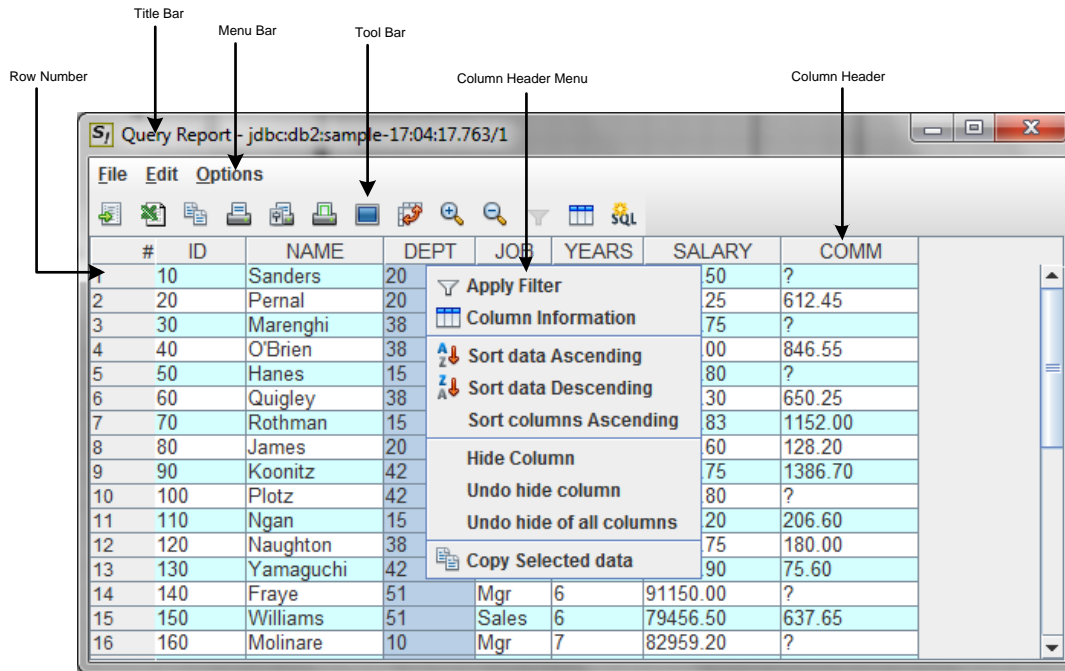 Title Bar
Menu Bar
Tool Bar
Row Number
Column Header Menu
Column Header
SI Query Report - jdbc:db2:sample-17:04:17.763/1
File Edit Options
SQL
# ID NAME DEPT JOB YEARS SALARY COMM
1 10 Sanders 20 .50 ?
2 20 Pernal 20 .25 612.45
3 30 Marenghi 38 .75 ?
4 40 O'Brien 38 .00 846.55
5 50 Hanes 15 .80 ?
6 60 Quigley 38 .30 650.25
7 70 Rothman 15 .83 1152.00
8 80 James 20 .60 128.20
9 90 Koonitz 42 .75 1386.70
10 100 Plotz 42 .80 ?
11 110 Ngan 15 .20 206.60
12 120 Naughton 38 .75 180.00
13 130 Yamaguchi 42 .90 75.60
14 140 Fraye 51 Mgr 6 91150.00 ?
15 150 Williams 51 Sales 6 79456.50 637.65
16 160 Molinare 10 Mgr 7 82959.20 ?
Apply Filter
Column Information
AZ Sort data Ascending
ZA Sort data Descending
Sort columns Ascending
Hide Column
Undo hide column
Undo hide of all columns
Copy Selected data